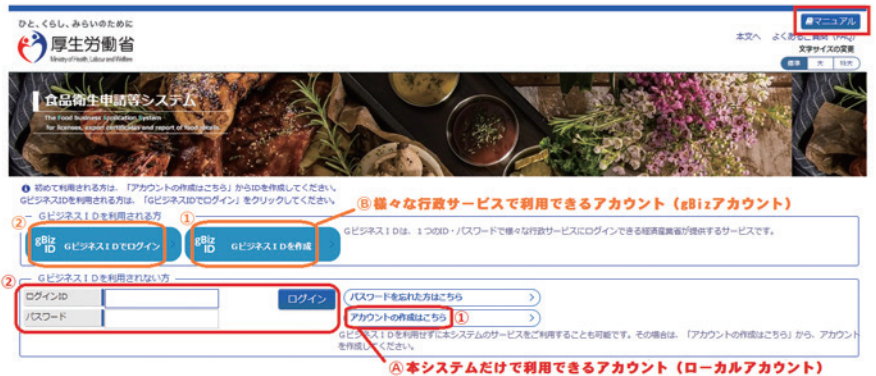 マニュアル
ひと、くらし、みらいのために
厚生労働省
Ministry of Health, Labour and Welfare
本文へ よくあるご質問 (FAQ)
文字サイズの変更
標準 大 特大
食品衛生申請等システム
The Food business Application System
for licenses, export certificates and report of food recalls
初めて利用される方は、「アカウントの作成はこちら」からIDを作成してください。
GビジネスIDを利用される方は、「GビジネスIDでログイン」をクリックしてください。
Ⓑ様々な行政サービスで利用できるアカウント（gBizアカウント）
GビジネスIDを利用される方
② ①
gBiz ID GビジネスIDでログイン
gBiz ID GビジネスIDを作成
GビジネスIDは、1つのID・パスワードで様々な行政サービスにログインできる経済産業省が提供するサービスです。
GビジネスIDを利用されない方
②
ログインID
ログイン
パスワードを忘れた方はこちら
パスワード
アカウントの作成はこちら ①
GビジネスIDを利用せずに本システムのサービスをご利用することも可能です。その場合は、「アカウントの作成はこちら」から、アカウント
を作成してください。
Ⓐ本システムだけで利用できるアカウント（ローカルアカウント）